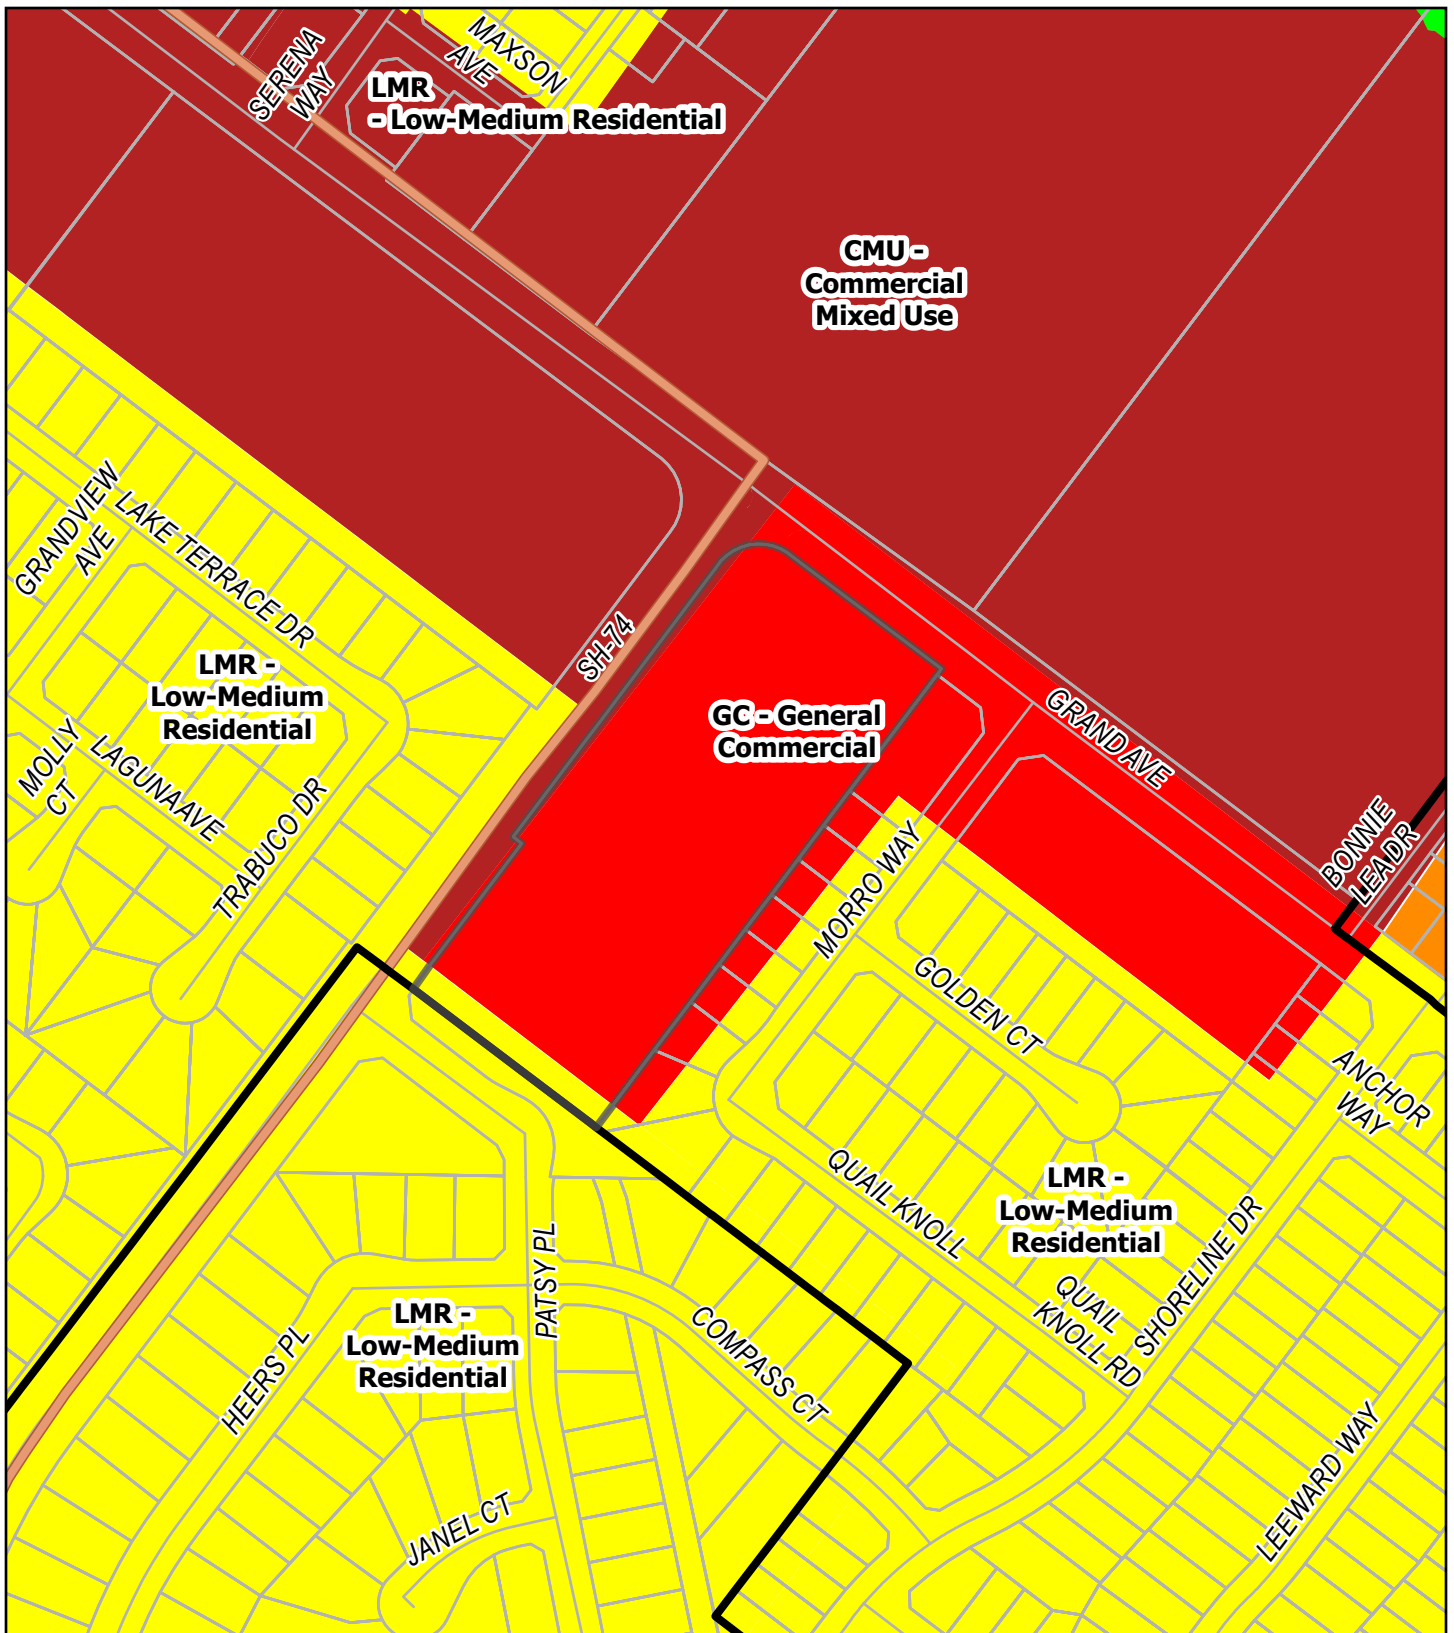 MAXSON
AVE
SERENA
WAY
LMR
- Low-Medium Residential
CMU -
Commercial
Mixed Use
GRANDVIEW
AVE
LAKE TERRACE DR
SH-74
LMR -
Low-Medium
Residential
GC - General
Commercial
GRAND AVE
MOLLY
CT
LAGUNAAVE
TRABUCO DR
BONNIE
LEA DR
MORRO WAY
GOLDEN CT
ANCHOR
WAY
QUAIL KNOLL
LMR -
Low-Medium
Residential
SHORELINE DR
PATSY PL
QUAIL
KNOLL RD
LMR -
Low-Medium
Residential
HEERS PL
COMPASS CT
LEEWARD WAY
JANEL CT